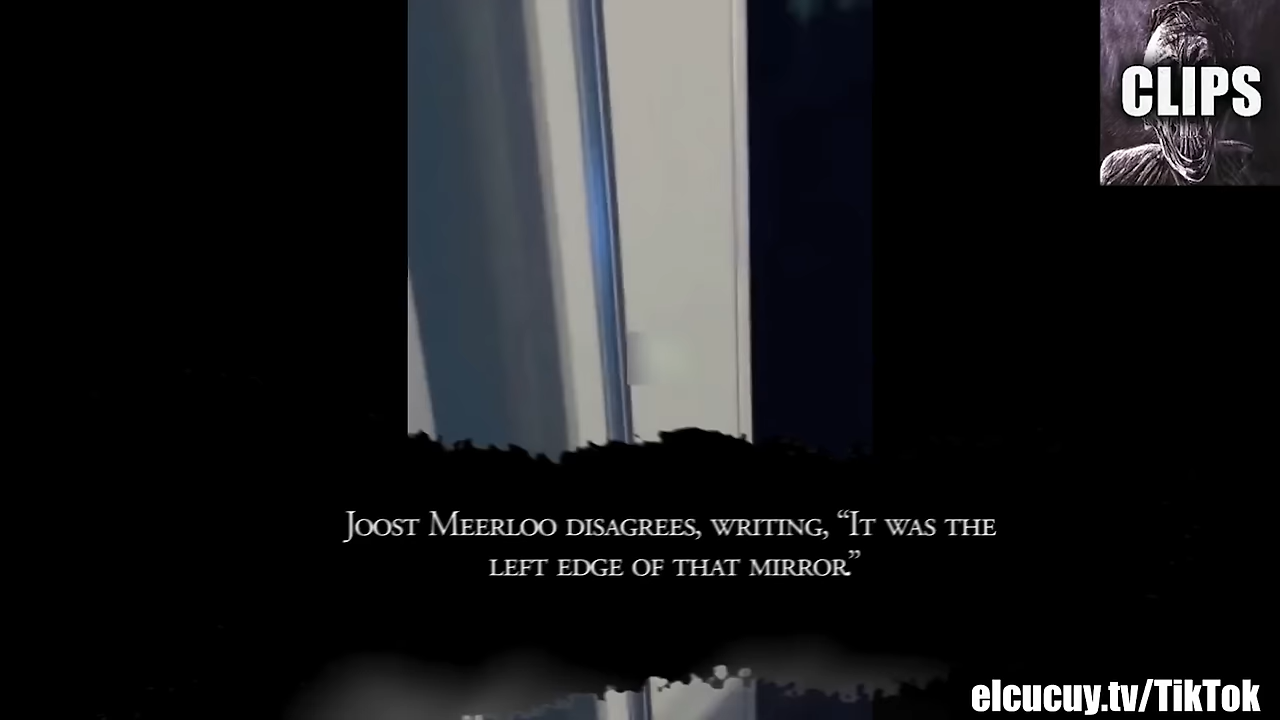 CLIPS
Joost Meerloo disagrees, writing, “It was the
left edge of that mirror.”
elcucuy.tv/TikTok